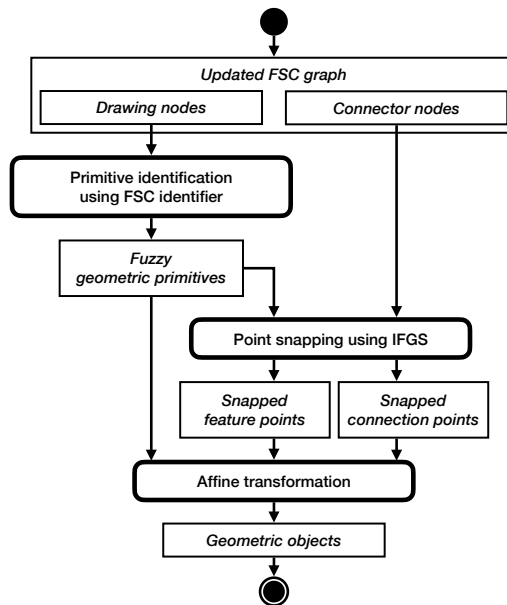 Updated FSC graph
Drawing nodes
Connector nodes
Primitive identification
using FSC identifier
Fuzzy
geometric primitives
Point snapping using IFGS
Snapped
feature points
Snapped
connection points
Affine transformation
Geometric objects